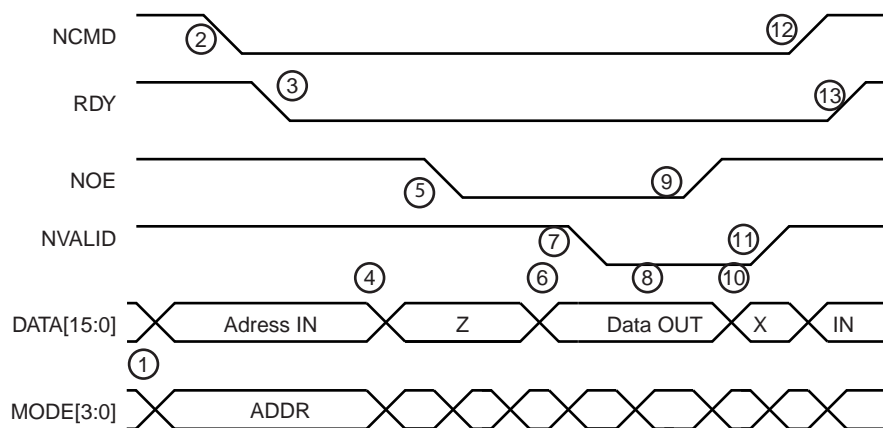 NCMD
2
12
RDY
3
13
NOE
5
9
NVALID
7
11
4
6
8
10
DATA[15:0]
Adress IN
Z
Data OUT
X
IN
1
MODE[3:0]
ADDR